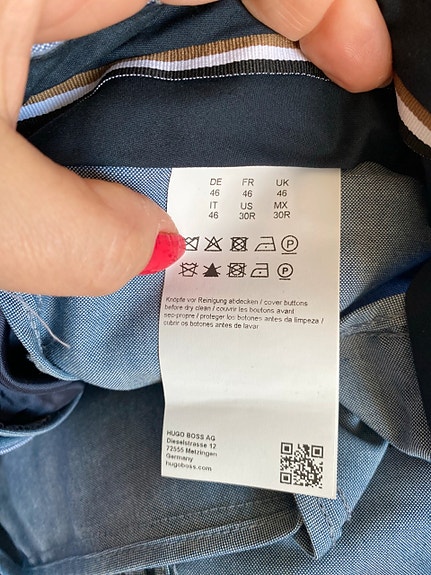 DE FR UK
46 46 46
IT US MX
46 30R 30R
P
P
Knöpfe vor Reinigung abdecken / cover buttons
before dry clean / couvrir les boutons avant
sec-propre / proteger los botones antes da limpeza /
cubrir os botones antes de lavar
HUGO BOSS AG
Dieselstrasse 12
72555 Metzingen
Germany
hugoboss.com